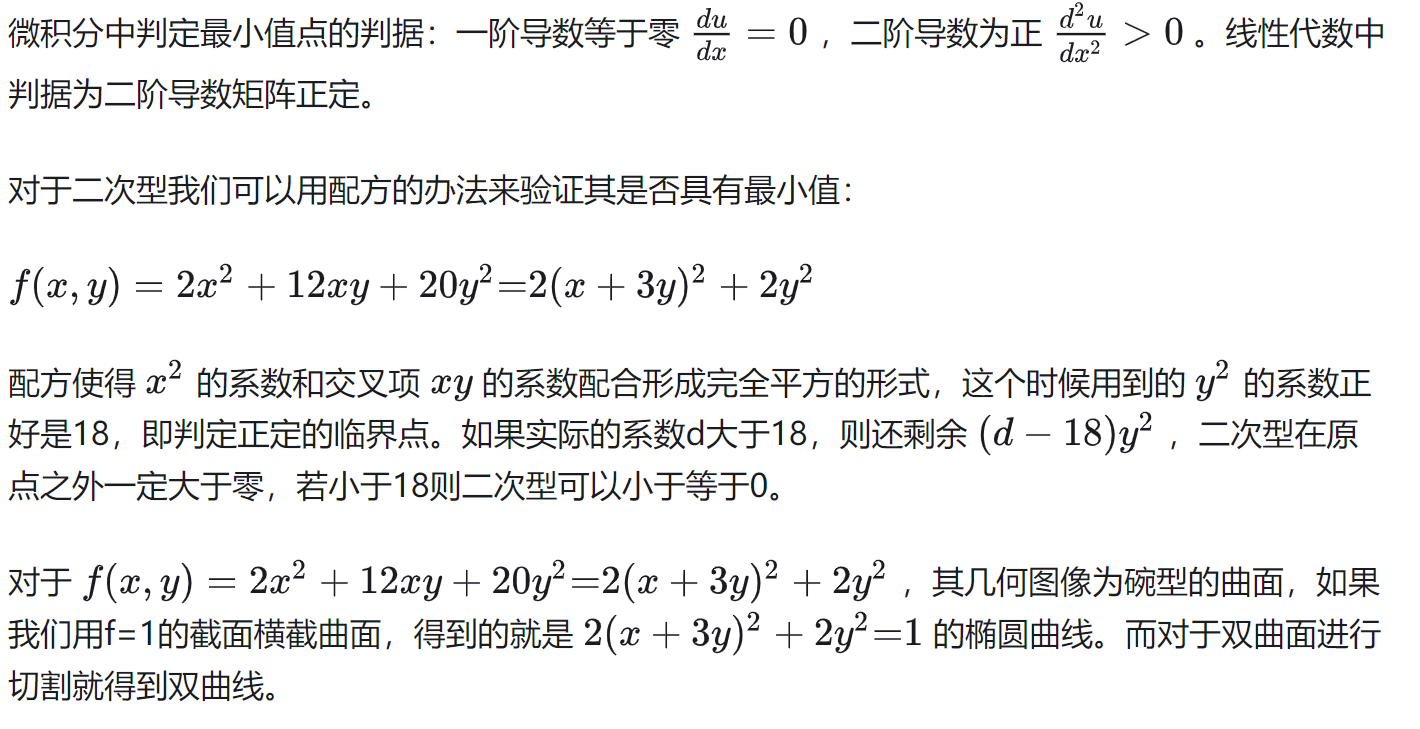 微积分中判定最小值点的判据：一阶导数等于零 $\frac{du}{dx} = 0$ ，二阶导数为正 $\frac{d^2u}{dx^2} > 0$ 。线性代数中
判据为二阶导数矩阵正定。
对于二次型我们可以用配方的办法来验证其是否具有最小值：
$f(x, y) = 2x^2 + 12xy + 20y^2$=$2(x + 3y)^2 + 2y^2$
配方使得 $x^2$ 的系数和交叉项 $xy$ 的系数配合形成完全平方的形式，这个时候用到的 $y^2$ 的系数正
好是18，即判定正定的临界点。如果实际的系数d大于18，则还剩余 $(d - 18)y^2$ ，二次型在原
点之外一定大于零，若小于18则二次型可以小于等于0。
对于 $f(x, y) = 2x^2 + 12xy + 20y^2$=$2(x + 3y)^2 + 2y^2$ ，其几何图像为碗型的曲面，如果
我们用f=1的截面横截曲面，得到的就是 $2(x + 3y)^2 + 2y^2$=1 的椭圆曲线。而对于双曲面进行
切割就得到双曲线。